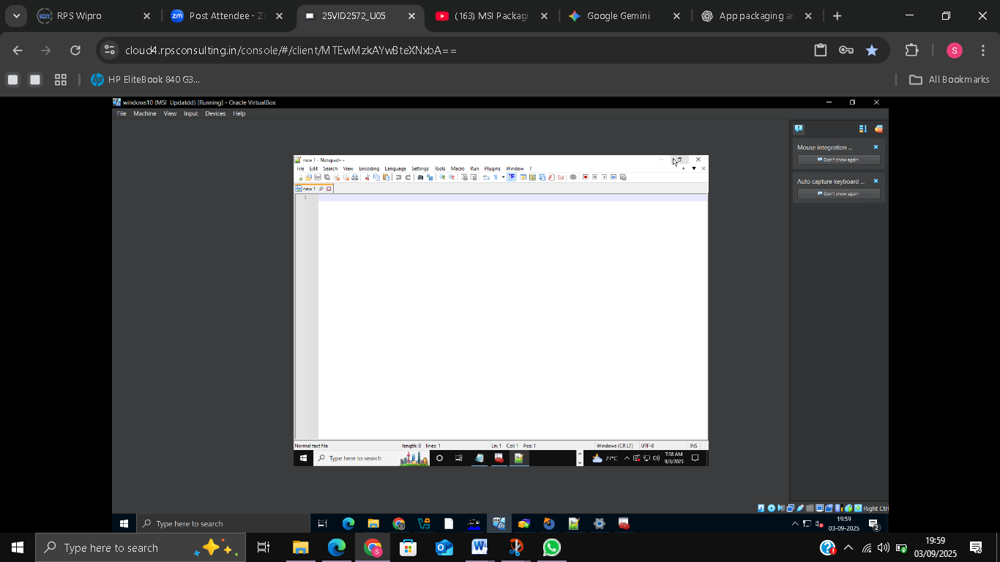 RPS Wipro
Post Attendee - Z
25VID2572_U05
(163) MSI Packagi
Google Gemini
App packaging an
cloud4.rpsconsulting.in/console/#/client/MTEwMzkAYwBteXNxbA==
S
HP EliteBook 840 G3...
All Bookmarks
windows10 (MSI Updatdd) [Running] - Oracle VirtualBox
File Machine View Input Devices Help
Mouse integration ...
Don't show again
Auto capture keyboard ...
Don't show again
new 1 - Notepad++
File Edit Search View Encoding Language Settings Tools Macro Run Plugins Window ?
new 1
1
Normal text file length: 0 lines: 1 Ln: 1 Col: 1 Pos: 1 Windows (CR LF) UTF-8 INS
Type here to search
27°C
7:38 AM
9/3/2025
Right Ctrl
Type here to search
19:59
03-09-2025
2
Type here to search
19:59
03/09/2025